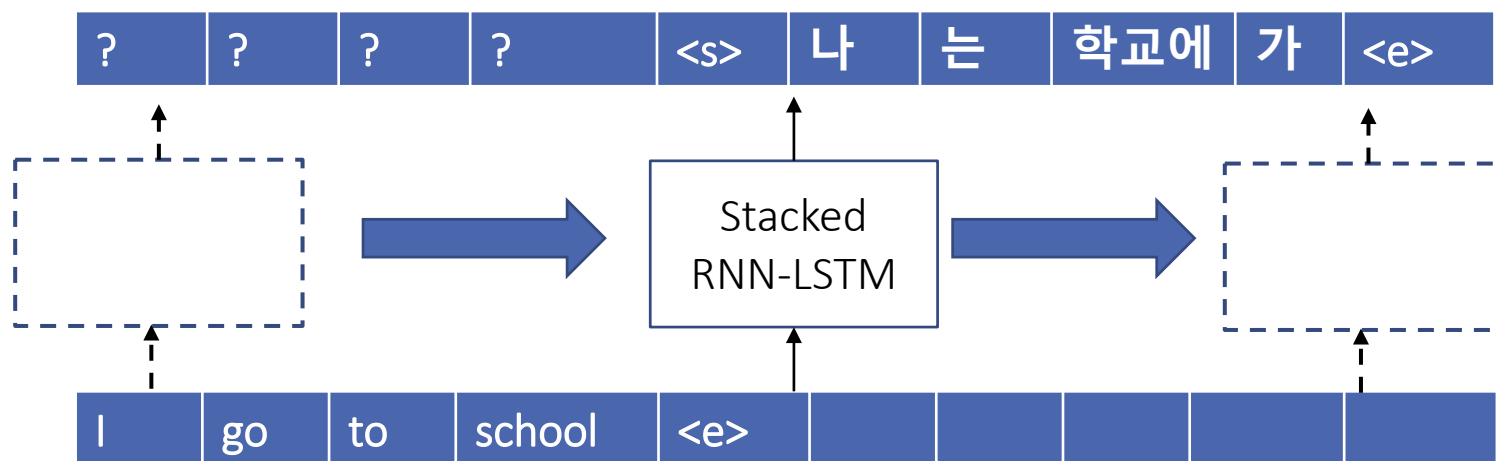 ? ? ? ? <s> 나 는 학교에 가 <e>
Stacked
RNN-LSTM
I go to school <e>